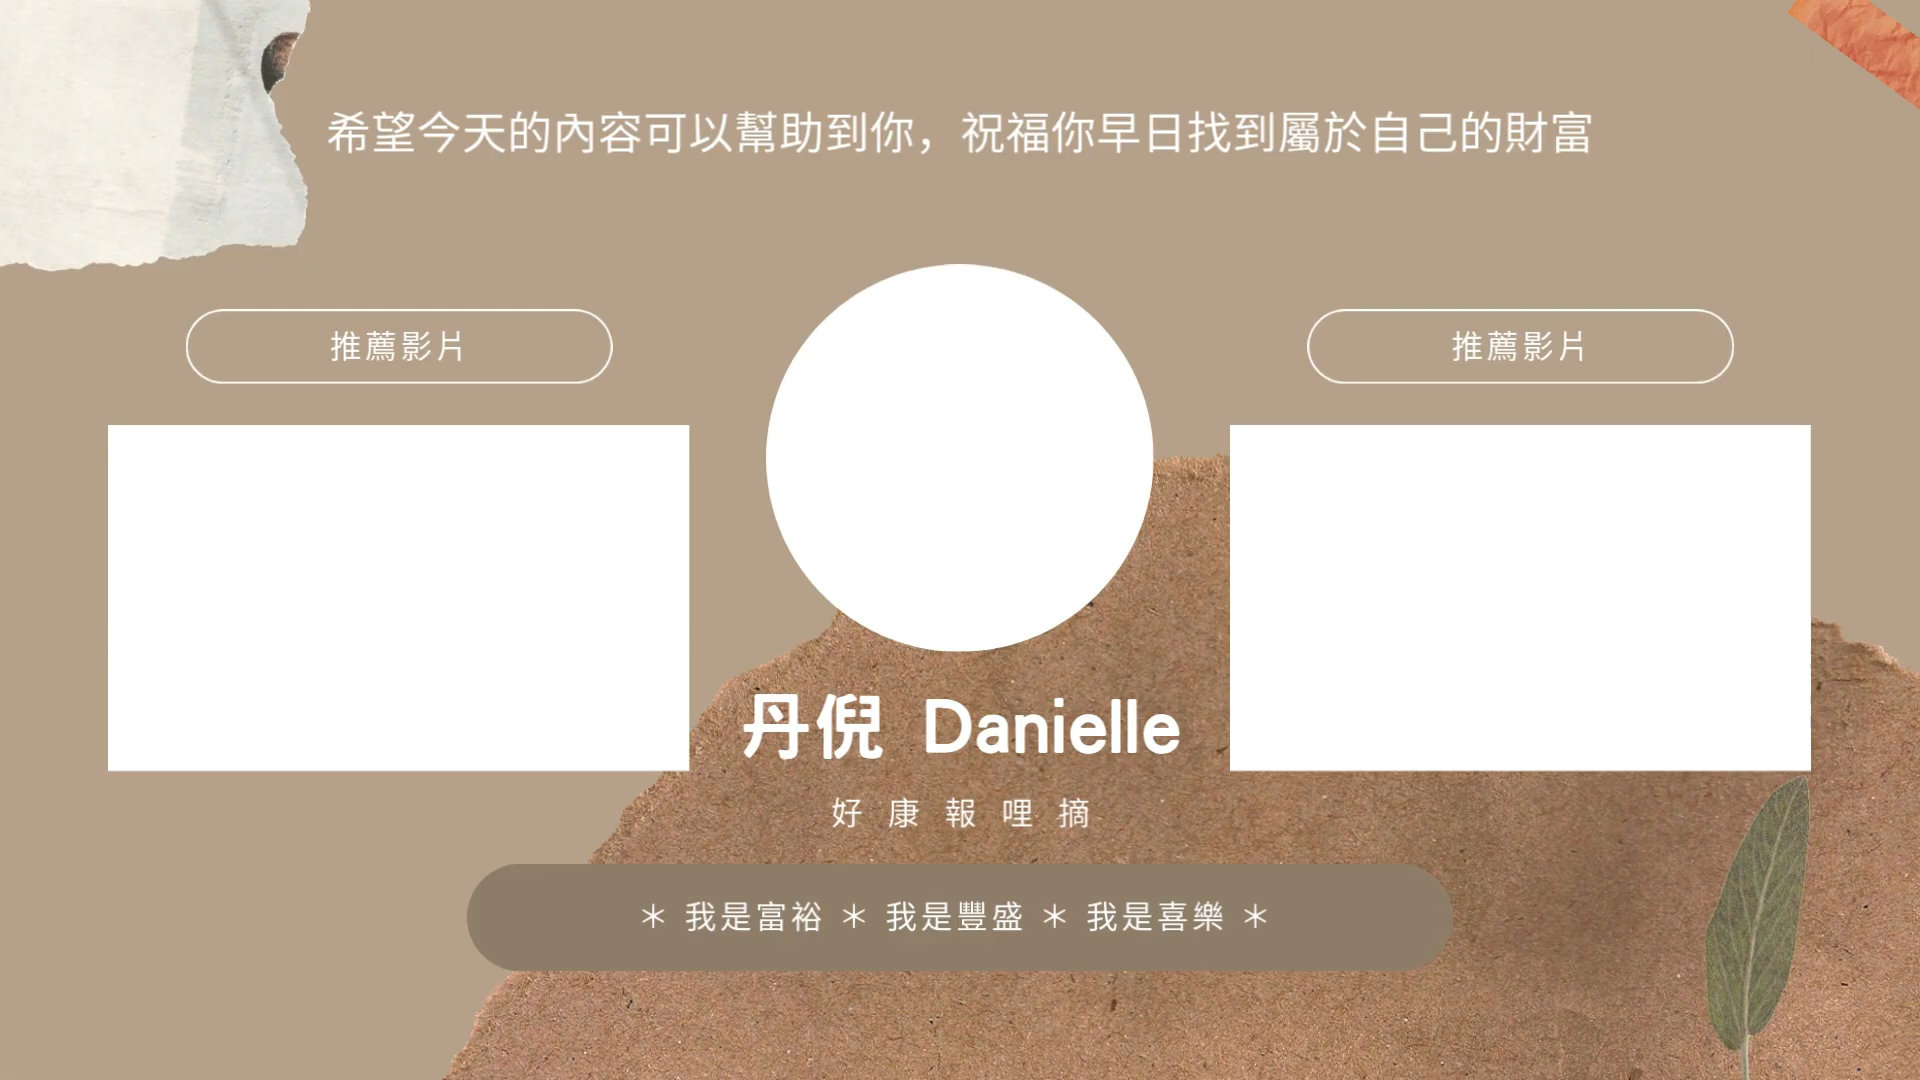 希望今天的內容可以幫助到你，祝福你早日找到屬於自己的財富
推薦影片
推薦影片
丹倪 Danielle
好康報哩摘
＊ 我是富裕 ＊ 我是豐盛 ＊ 我是喜樂 ＊